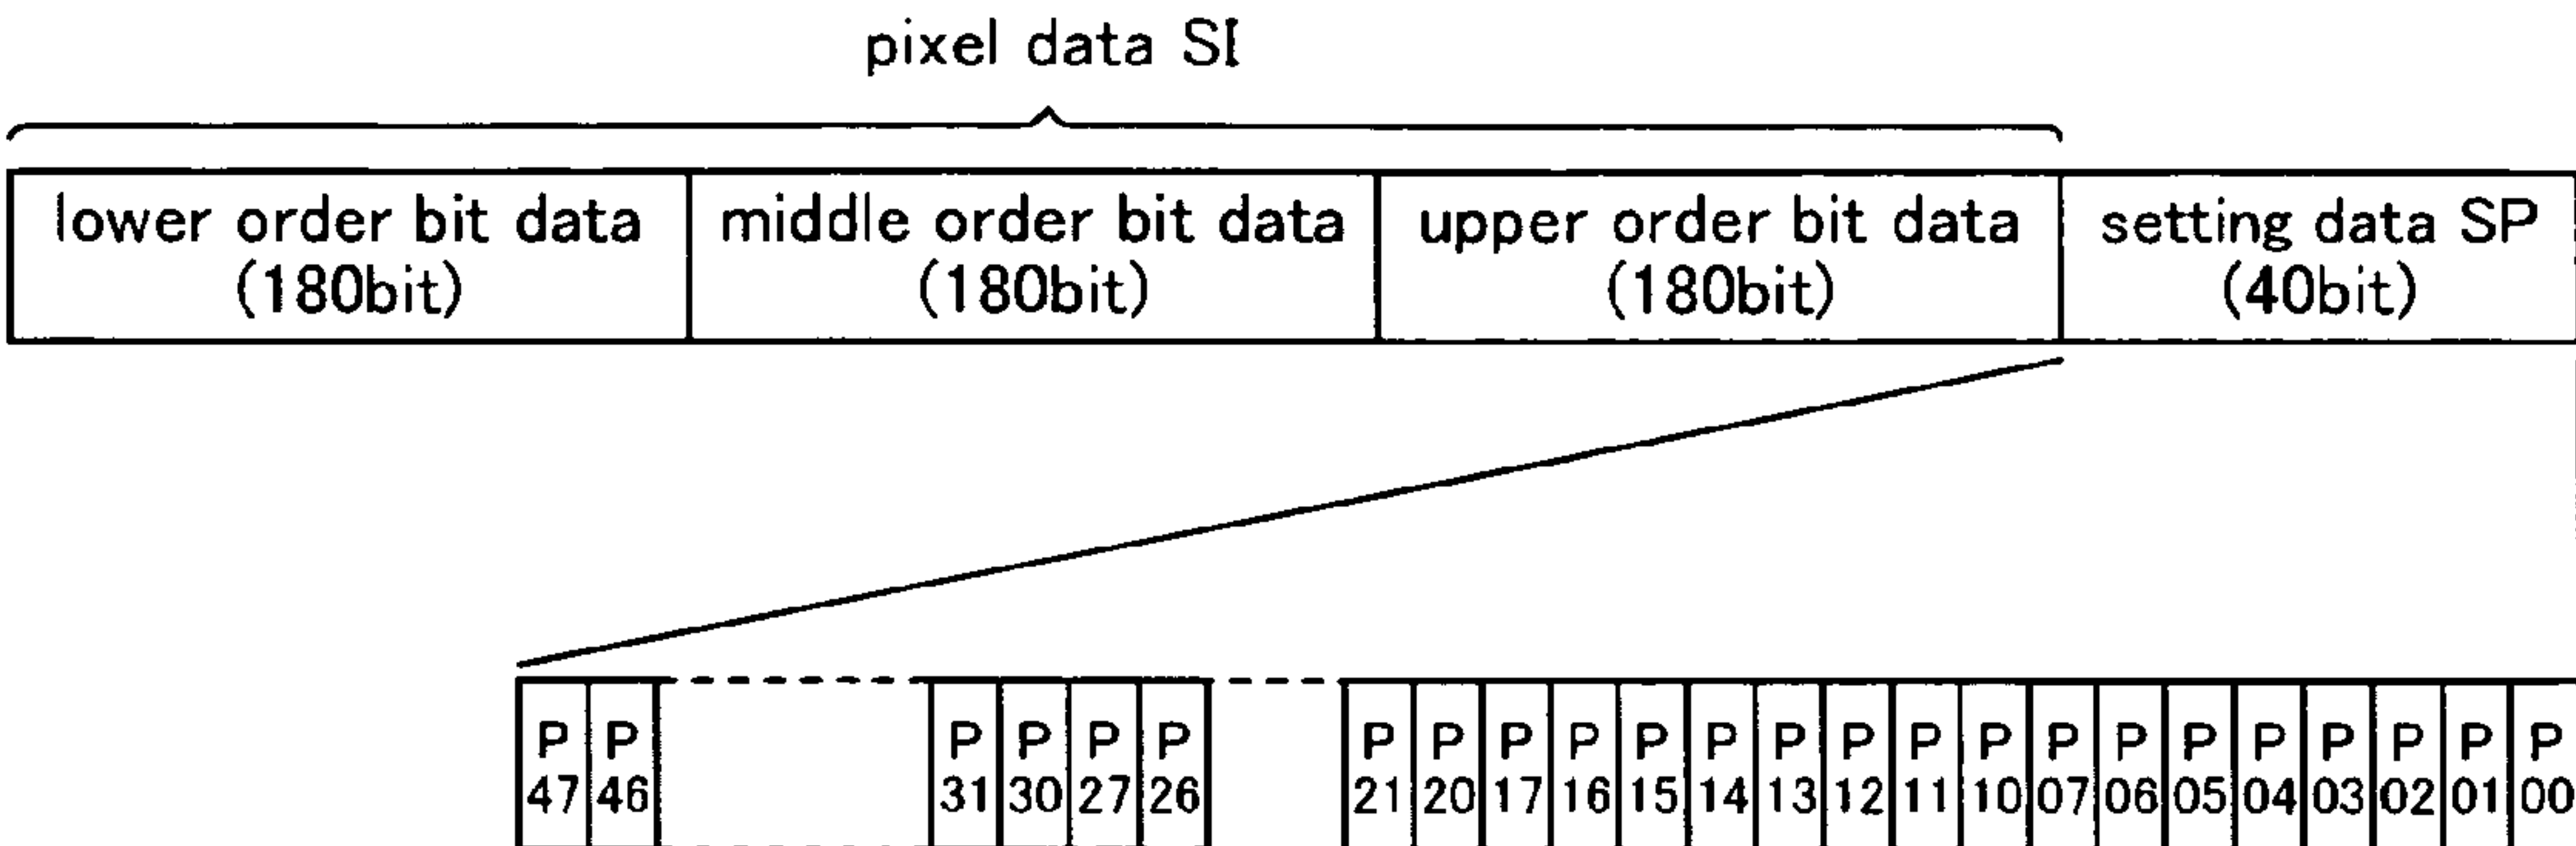 pixel data SI
lower order bit data middle order bit data upper order bit data setting data SP
(180bit) (180bit) (180bit) (40bit)
P P P P P P P P P P P P P P P P P P P P P P P P
47 46 31 30 27 26 21 20 17 16 15 14 13 12 11 10 07 06 05 04 03 02 01 00